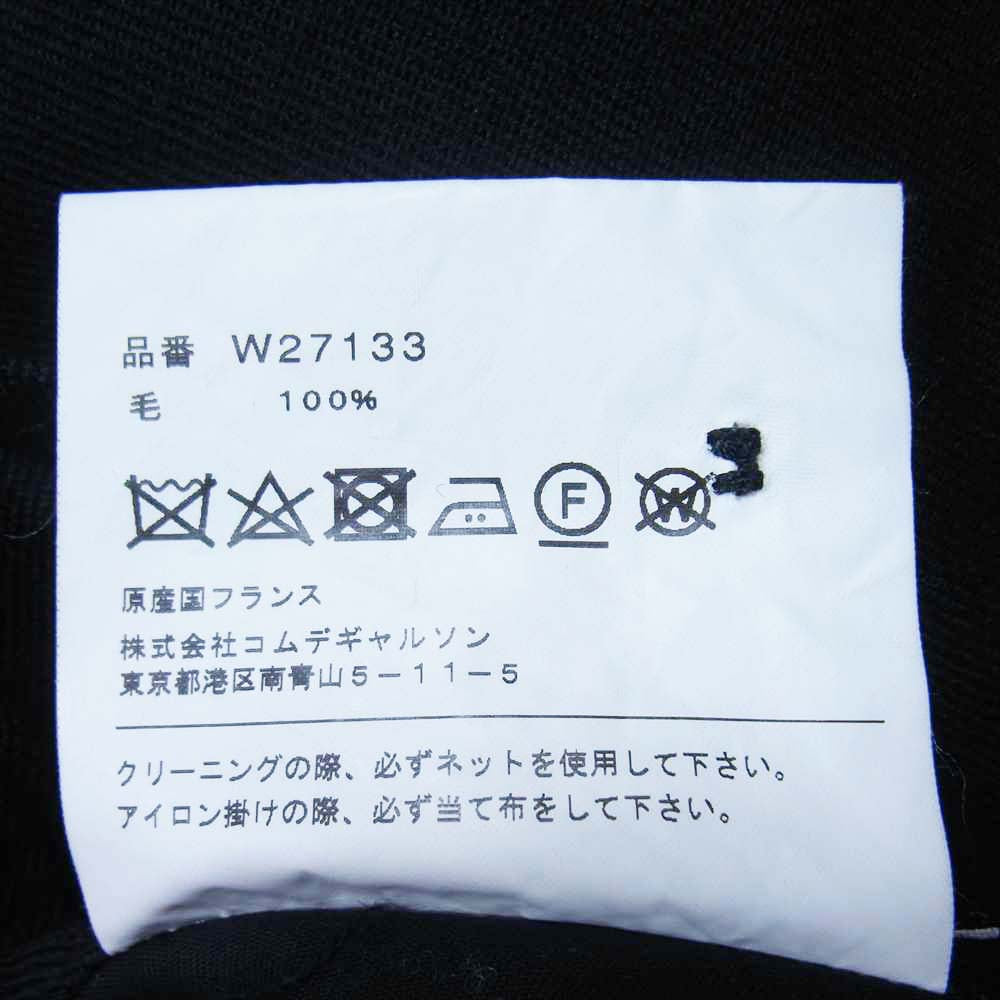 品番 W27133
毛 100%
F W
原産国フランス
株式会社コムデギャルソン
東京都港区南青山5-11-5
クリーニングの際、必ずネットを使用して下さい。
アイロン掛けの際、必ず当て布をして下さい。